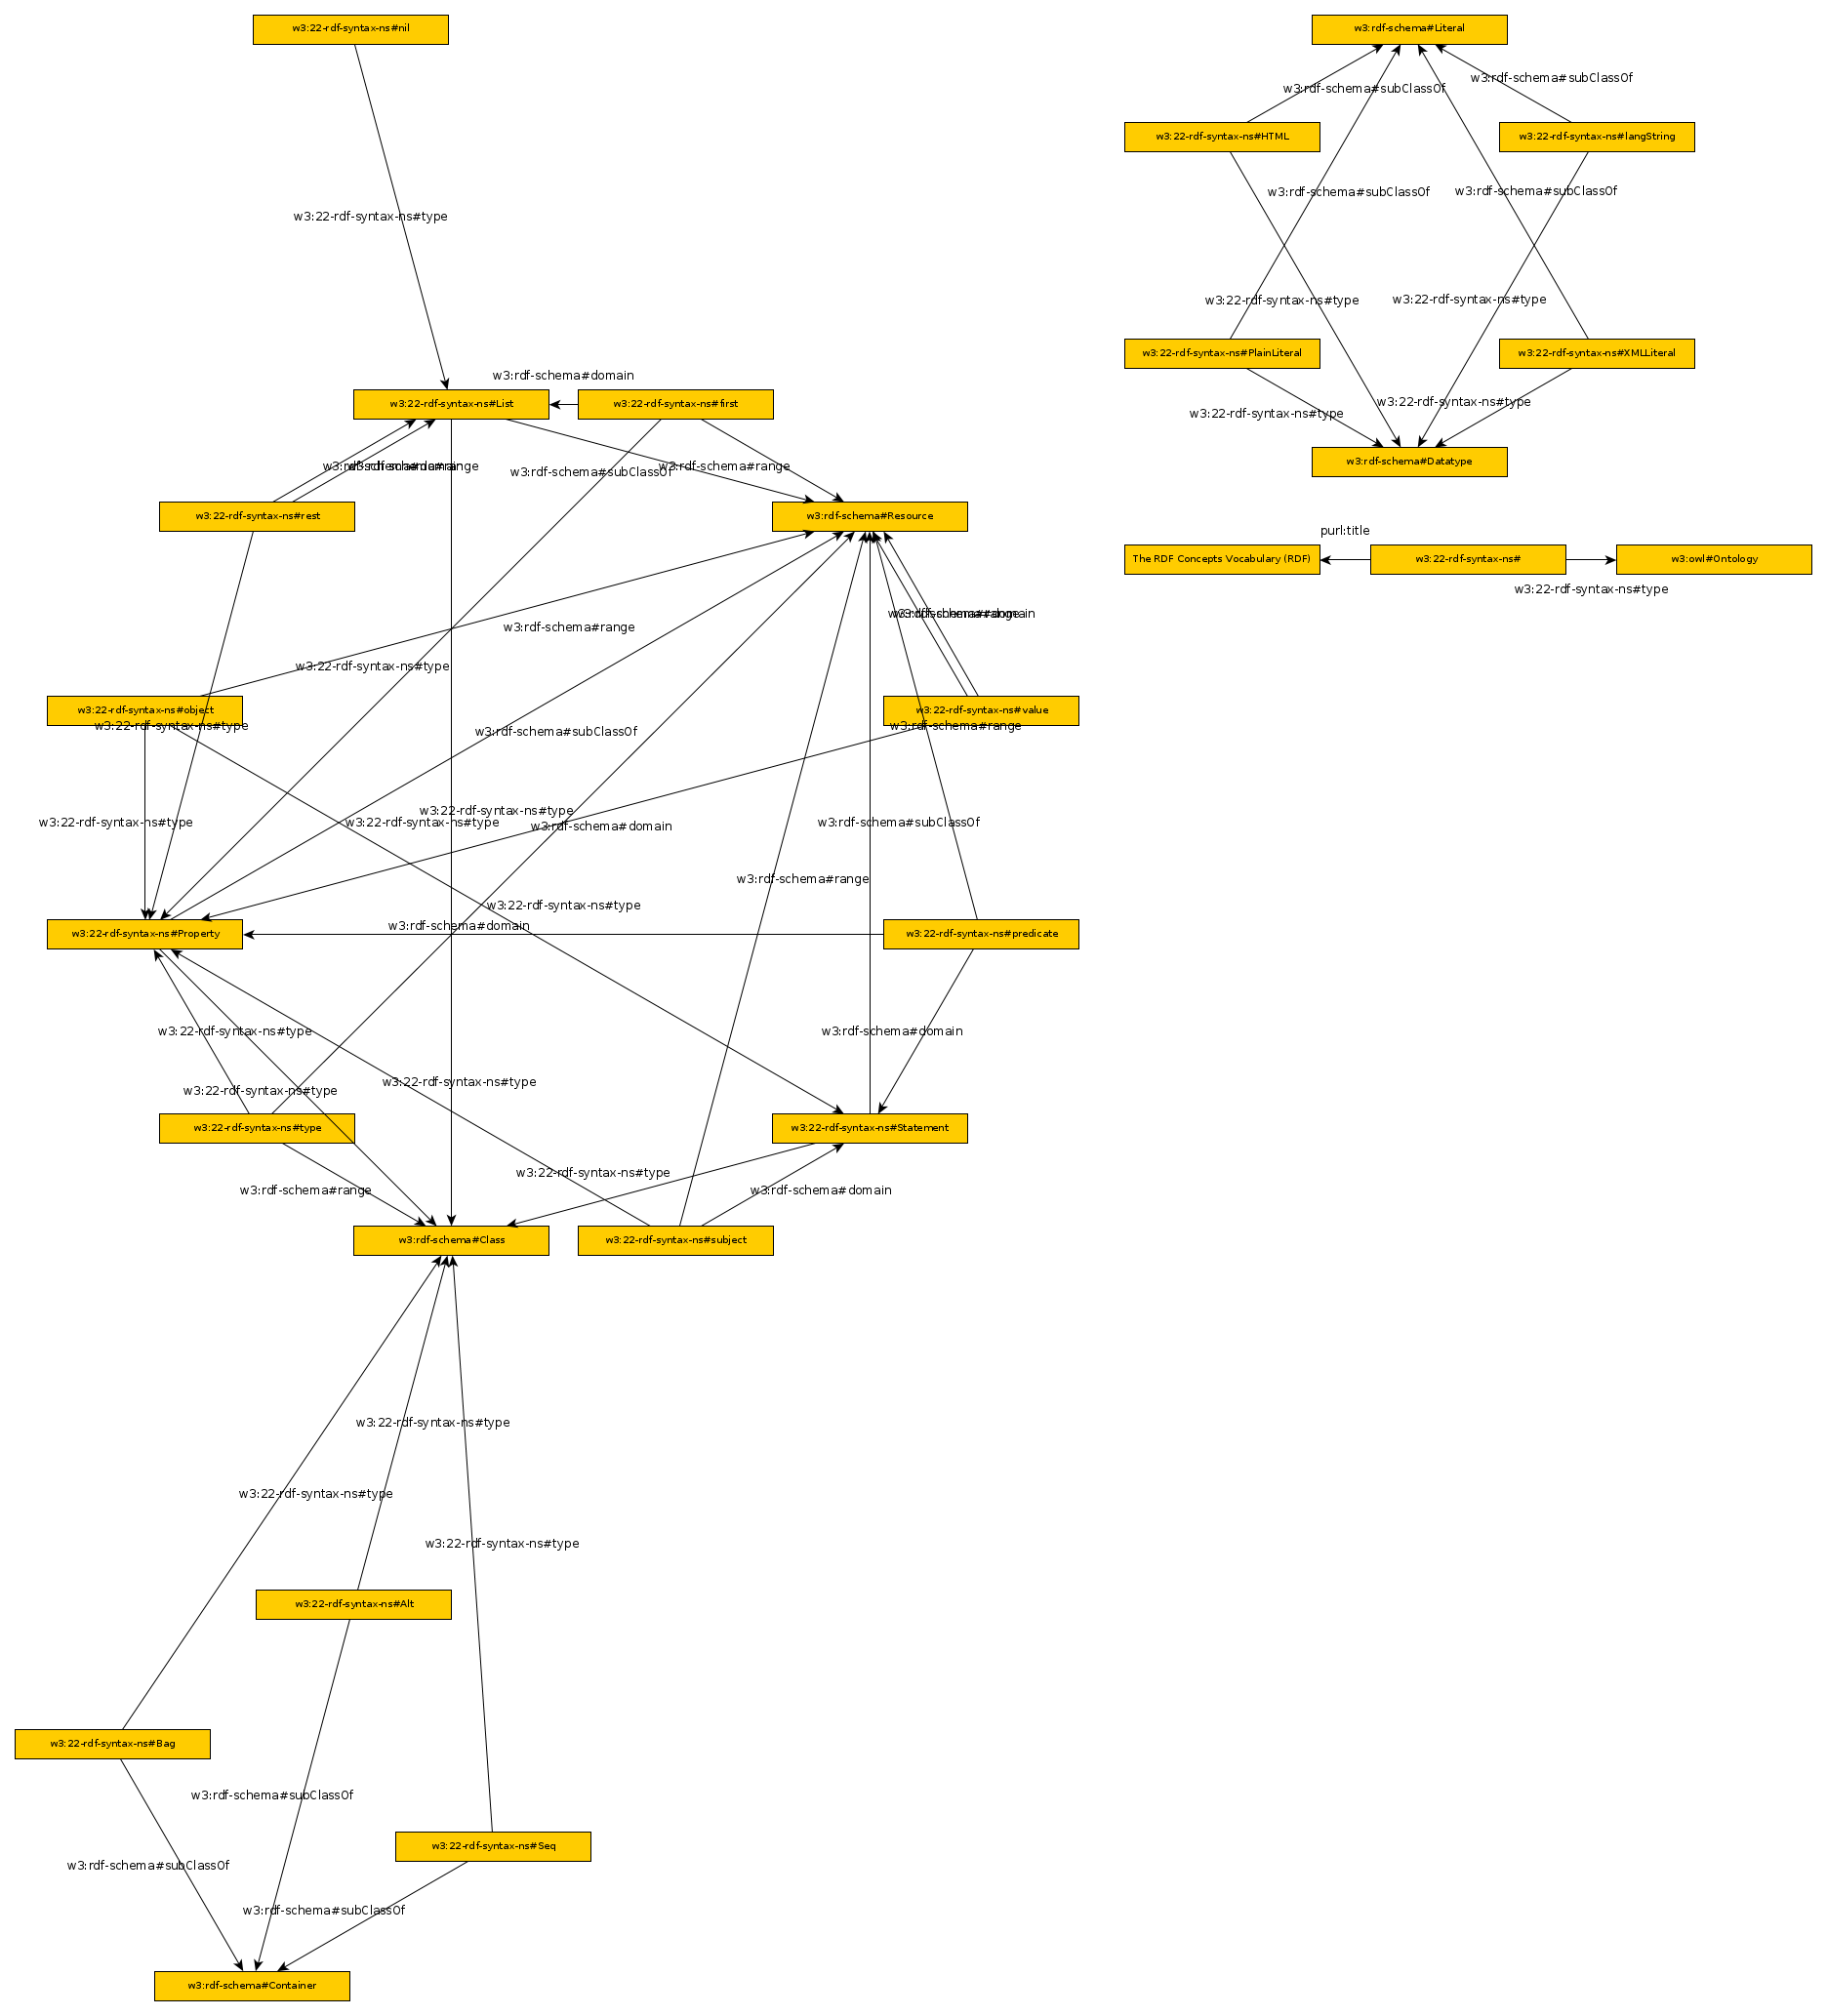 w3:22-rdf-syntax-ns#nil
w3:rdf-schema#Literal
w3:rdf-schema#subClassOf
w3:rdf-schema#subClassOf
w3:22-rdf-syntax-ns#HTML
w3:22-rdf-syntax-ns#langString
w3:rdf-schema#subClassOf
w3:rdf-schema#subClassOf
w3:22-rdf-syntax-ns#type
w3:22-rdf-syntax-ns#type
w3:22-rdf-syntax-ns#type
w3:22-rdf-syntax-ns#PlainLiteral
w3:22-rdf-syntax-ns#XMLLiteral
w3:rdf-schema#domain
w3:22-rdf-syntax-ns#List
w3:22-rdf-syntax-ns#first
w3:22-rdf-syntax-ns#type
w3:22-rdf-syntax-ns#type
w3:rdf-schema#Datatype
w3:rdf-schema#domain
w3:rdf-schema#range
w3:rdf-schema#subClassOf
w3:rdf-schema#range
w3:22-rdf-syntax-ns#rest
w3:rdf-schema#Resource
purl:title
The RDF Concepts Vocabulary (RDF)
w3:22-rdf-syntax-ns#
w3:owl#Ontology
w3:22-rdf-syntax-ns#type
w3:rdf-schema#range
w3:rdf-schema#domain
w3:rdf-schema#range
w3:22-rdf-syntax-ns#type
w3:22-rdf-syntax-ns#object
w3:22-rdf-syntax-ns#value
w3:22-rdf-syntax-ns#type
w3:rdf-schema#range
w3:rdf-schema#subClassOf
w3:22-rdf-syntax-ns#type
w3:22-rdf-syntax-ns#type
w3:22-rdf-syntax-ns#type
w3:rdf-schema#domain
w3:rdf-schema#subClassOf
w3:rdf-schema#range
w3:22-rdf-syntax-ns#type
w3:rdf-schema#domain
w3:22-rdf-syntax-ns#Property
w3:22-rdf-syntax-ns#predicate
w3:22-rdf-syntax-ns#type
w3:rdf-schema#domain
w3:22-rdf-syntax-ns#type
w3:22-rdf-syntax-ns#type
w3:22-rdf-syntax-ns#type
w3:22-rdf-syntax-ns#Statement
w3:22-rdf-syntax-ns#type
w3:rdf-schema#range
w3:rdf-schema#domain
w3:rdf-schema#Class
w3:22-rdf-syntax-ns#subject
w3:22-rdf-syntax-ns#type
w3:22-rdf-syntax-ns#type
w3:22-rdf-syntax-ns#type
w3:22-rdf-syntax-ns#Alt
w3:22-rdf-syntax-ns#Bag
w3:rdf-schema#subClassOf
w3:22-rdf-syntax-ns#Seq
w3:rdf-schema#subClassOf
w3:rdf-schema#subClassOf
w3:rdf-schema#Container